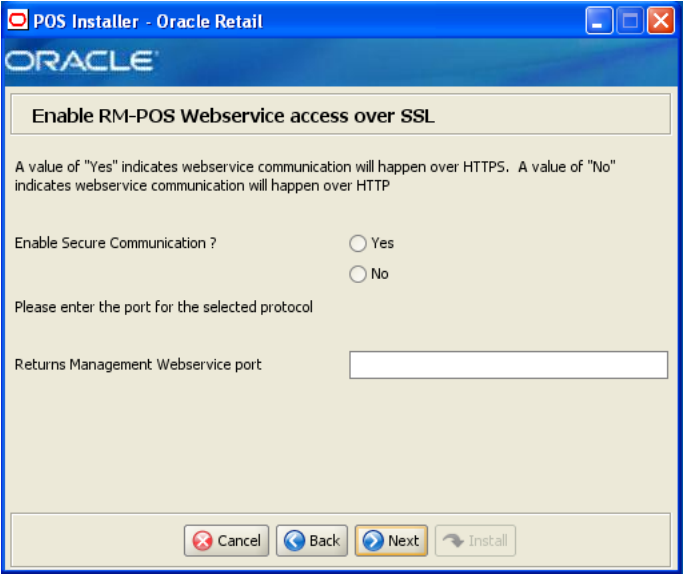 POS Installer - Oracle Retail
ORACLE
Enable RM-POS Webservice access over SSL
A value of "Yes" indicates webservice communication will happen over HTTPS. A value of "No"
indicates webservice communication will happen over HTTP
Enable Secure Communication ?
Yes
No
Please enter the port for the selected protocol
Returns Management Webservice port
Cancel
Back
Next
Install